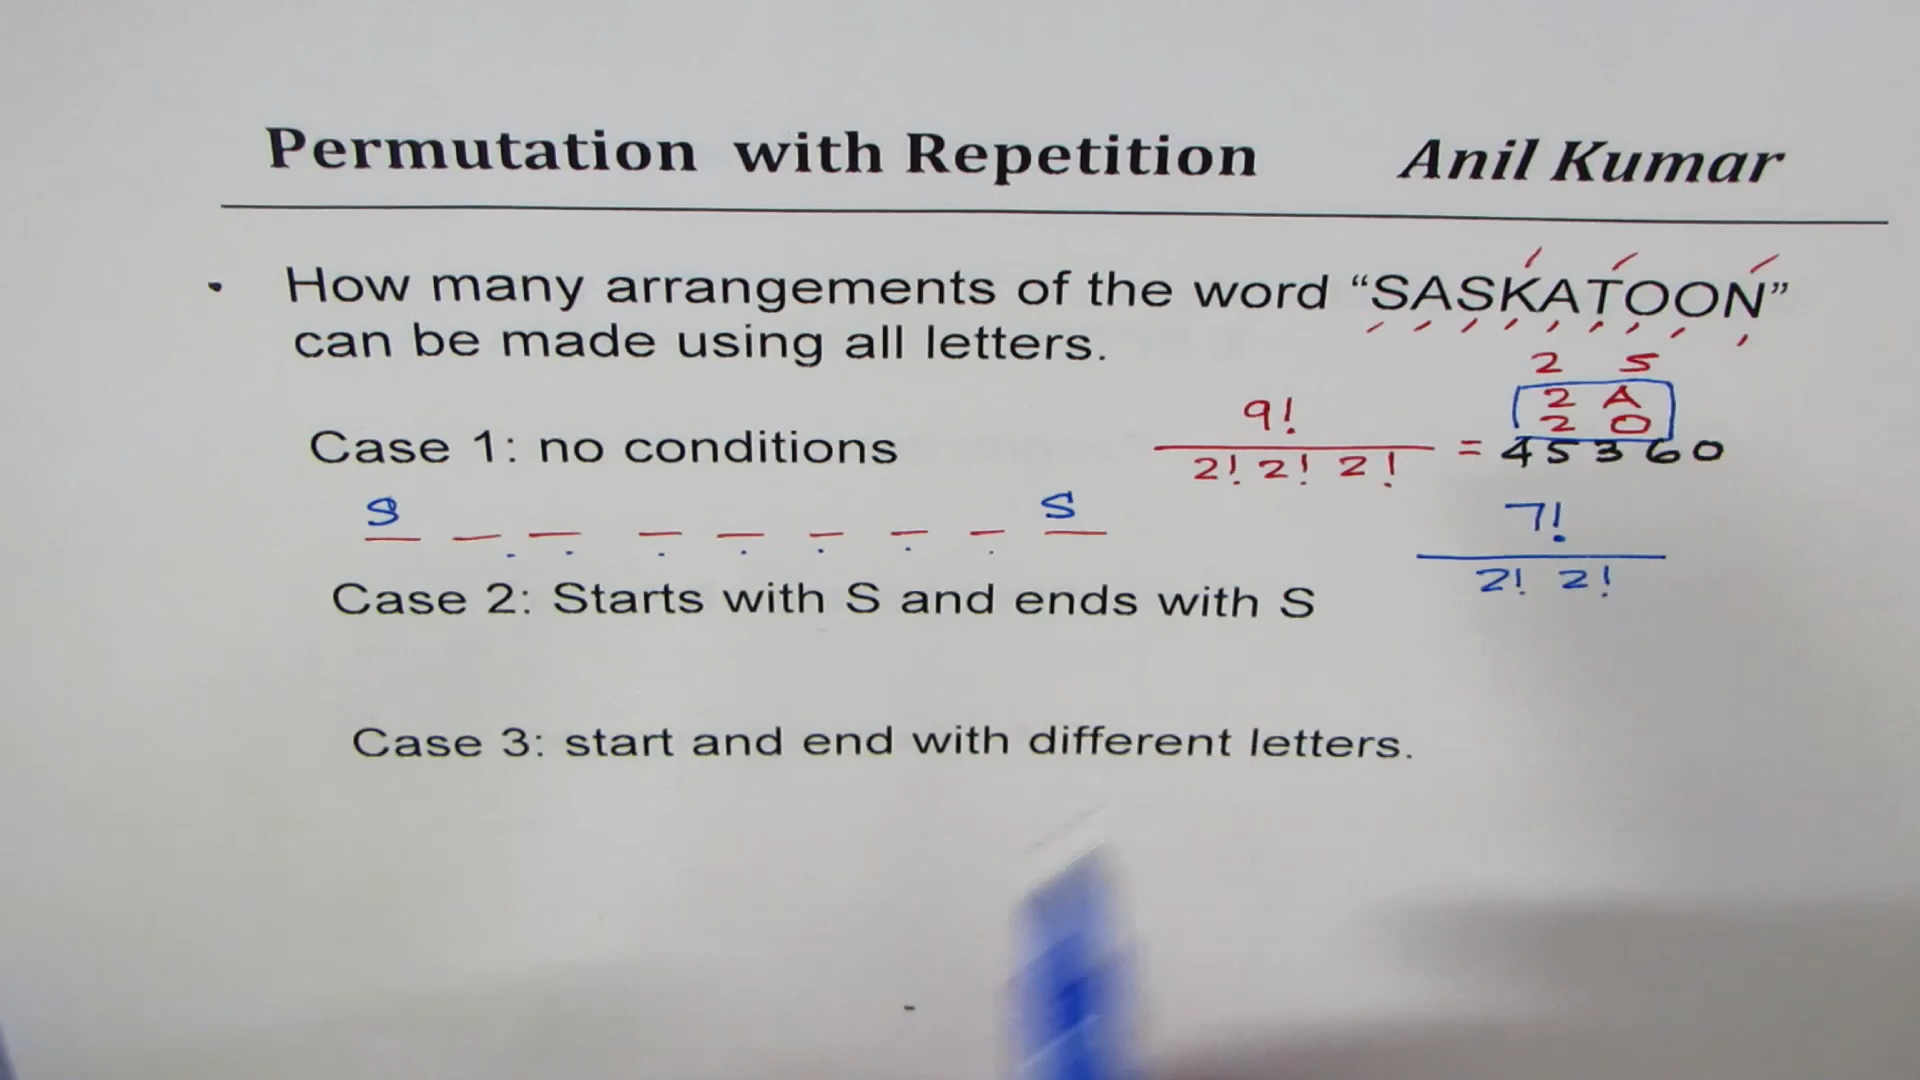 Permutation with Repetition Anil Kumar
• How many arrangements of the word “SASKATOON”
can be made using all letters.
2 S
2 A
2 O
9!
Case 1: no conditions
2! 2! 2!
= 45360
S S
7!
2! 2!
Case 2: Starts with S and ends with S
Case 3: start and end with different letters.